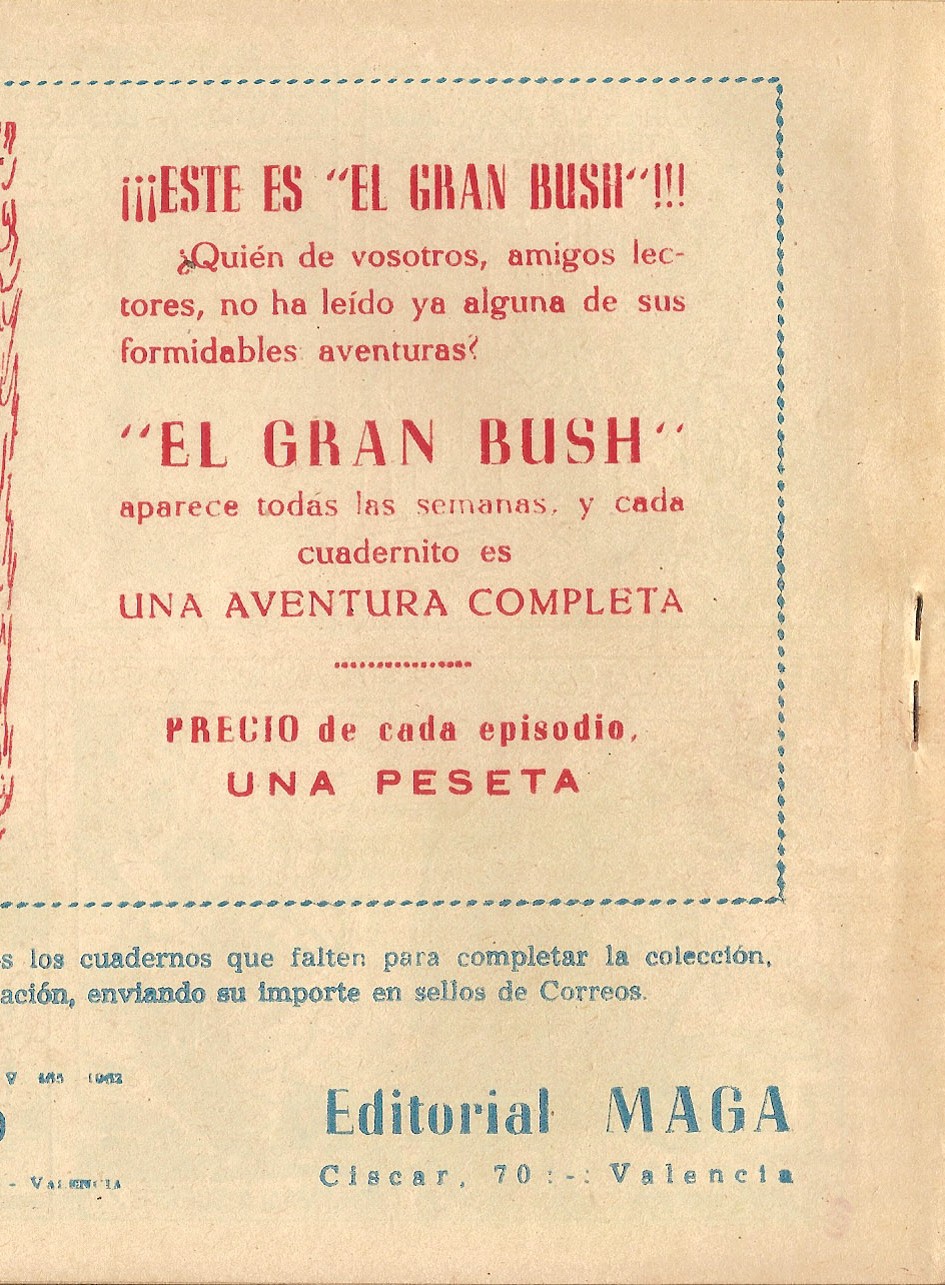 ¡¡¡ESTE ES "EL GRAN BUSH"!!!
¿Quién de vosotros, amigos lec-
tores, no ha leído ya alguna de sus
formidables aventuras?
"EL GRAN BUSH"
aparece todás las semanas, y cada
cuadernito es
UNA AVENTURA COMPLETA
PRECIO de cada episodio,
UNA PESETA
s los cuadernos que falten para completar la colección,
ación, enviando su importe en sellos de Correos.
V 1962
Editorial MAGA
- VALENCIA
Ciscar, 70 :-: Valencia